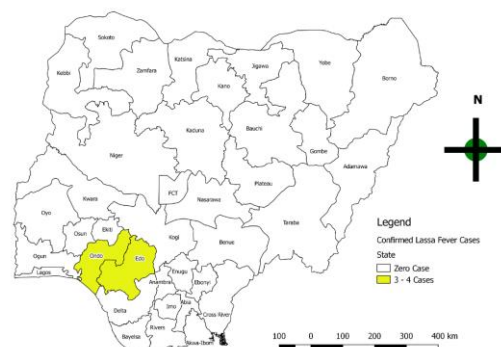 Sokoto
Katsina
Jigawa
Yobe
Borno
Zamfara
Kebbi
Kano
Kaduna
Bauchi
Gombe
Adamawa
Niger
Plateau
FCT
Nasarawa
Kwara
Taraba
Oyo
Osun
Ekiti
Kogi
Benue
Ogun
Ondo
Edo
Lagos
Enugu
Anambra
Ebonyi
Delta
Imo
Abia
Cross River
Bayelsa
Rivers
Akwa-Ibom
N
Legend
Confirmed Lassa Fever Cases
State
Zero Case
3 - 4 Cases
100 0 100 200 300 400 km